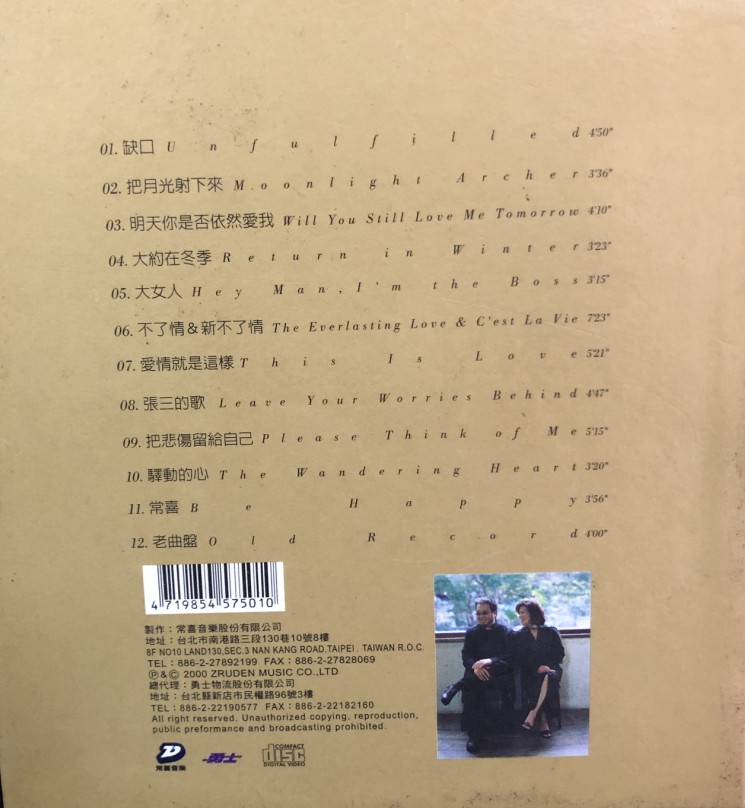 01. 缺口 Unfulfilled 4'50"
02. 把月光射下來 Moonlight Archer 3'36"
03. 明天你是否依然愛我 Will You Still Love Me Tomorrow 4'10"
04. 大約在冬季 Return in Winter 3'23"
05. 大女人 Hey Man, I'm the Boss 3'15"
06. 不了情&新不了情 The Everlasting Love & C'est La Vie 7'23"
07. 愛情就是這樣 This Is Love 5'21"
08. 張三的歌 Leave Your Worries Behind 4'47"
09. 把悲傷留給自己 Please Think of Me 5'15"
10. 驛動的心 The Wandering Heart 3'20"
11. 常喜 Be Happy 3'56"
12. 老曲盤 Old Record 4'00"
4 719854 575010
製作：常喜音樂股份有限公司
地址：台北市南港路三段130巷10號8樓
8F NO10 LAND130,SEC.3 NAN KANG ROAD,TAIPEI. TAIWAN R.O.C.
TEL：886-2-27892199 FAX：886-2-27828069
Ⓟ&© 2000 ZRUDEN MUSIC CO.,LTD
總代理：勇士物流股份有限公司
地址：台北縣新店市民權路96號3樓
TEL：886-2-22190577 FAX：886-2-22182160
All right reserved. Unauthorized copying, reproduction,
public preformance and broadcasting prohibited.
常喜音樂
勇士
COMPACT
disc
DIGITAL VIDEO